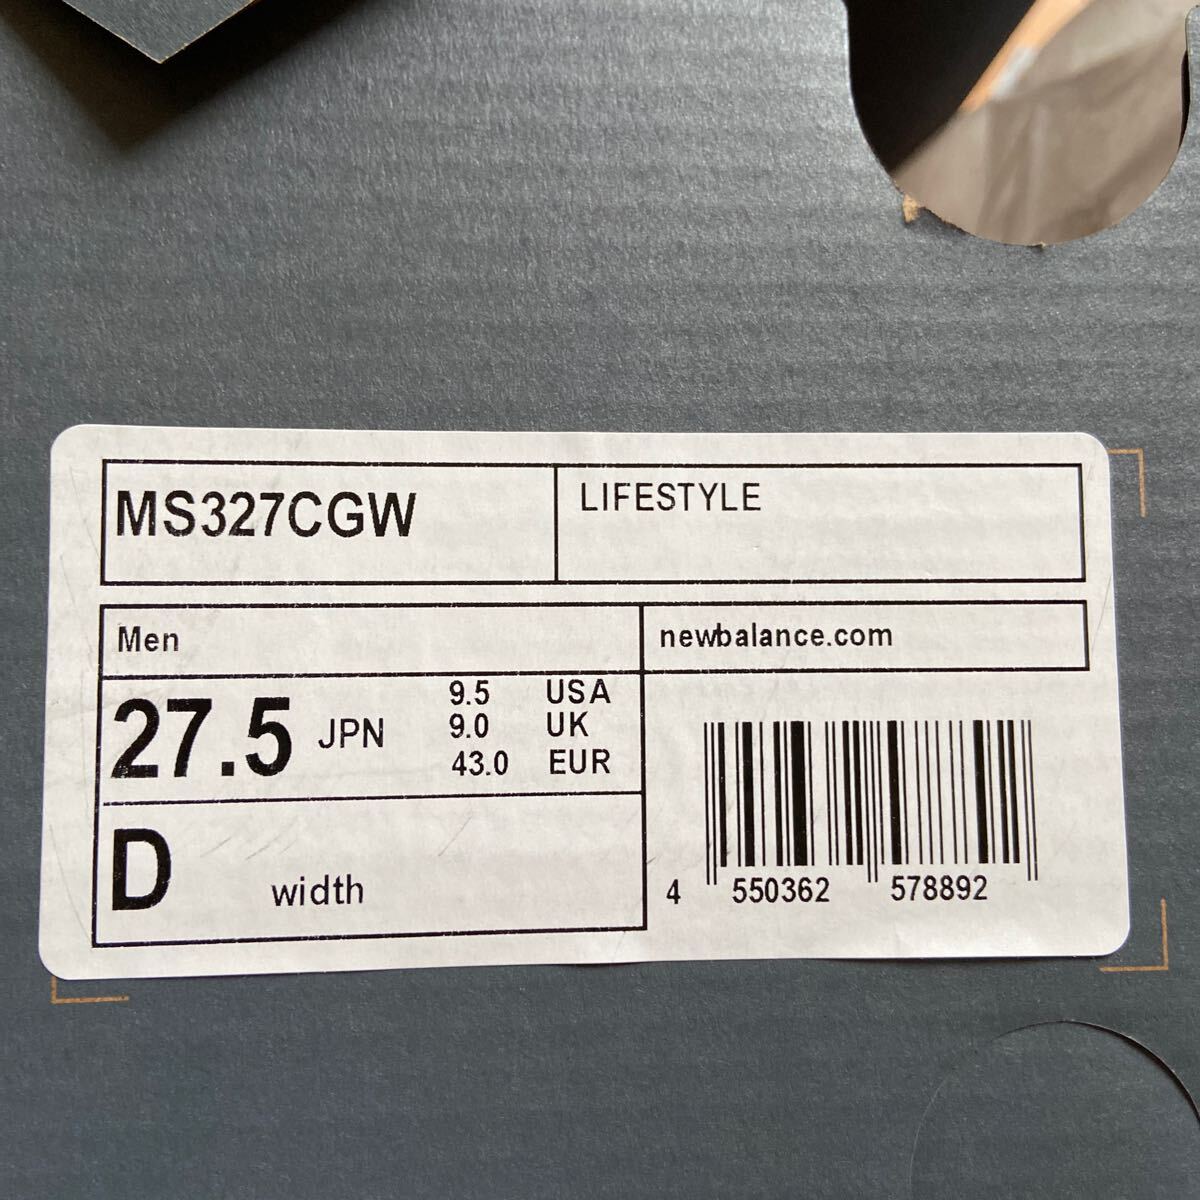 MS327CGW
LIFESTYLE
Men
newbalance.com
27.5 JPN
9.5 USA
9.0 UK
43.0 EUR
D width
4 550362 578892